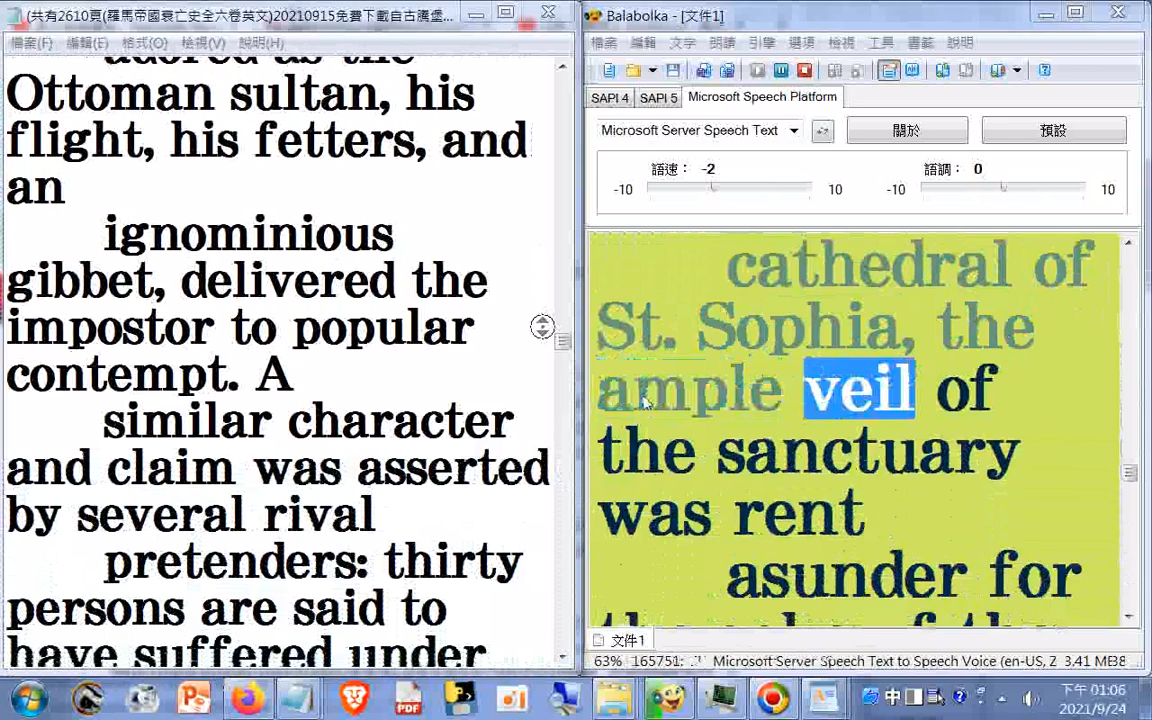 (共有2610頁(羅馬帝國衰亡史全六卷英文)20210915免費下載自古騰堡...
檔案(F) 編輯(E) 格式(O) 檢視(V) 說明(H)
adored as the
Ottoman sultan, his
flight, his fetters, and
an
ignominious
gibbet, delivered the
impostor to popular
contempt. A
similar character
and claim was asserted
by several rival
pretenders: thirty
persons are said to
have suffered under
Balabolka - [文件1]
檔案 編輯 文字 朗讀 引擎 選項 檢視 工具 書籤 說明
SAPI 4 SAPI 5 Microsoft Speech Platform
Microsoft Server Speech Text 關於 預設
語速: -2 語調: 0
-10 10 -10 10
cathedral of
St. Sophia, the
ample veil of
the sanctuary
was rent
asunder for
文件1
63% 165751: Microsoft Server Speech Text to Speech Voice (en-US, Z 3.41 MB
中
下午 01:06
2021/9/24